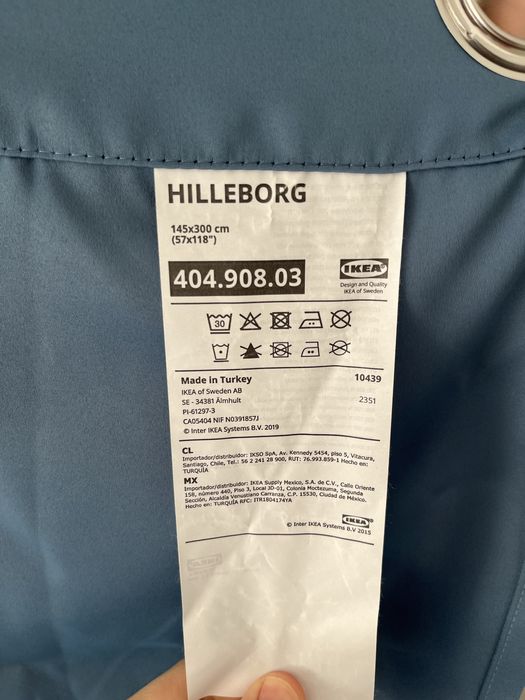 HILLEBORG
145x300 cm
(57x118")
404.908.03
IKEA
Design and Quality
IKEA of Sweden
30
Made in Turkey 10439
IKEA of Sweden AB
SE - 34381 Älmhult 2351
PI-61297-3
CA05404 NIF N0391857J
© Inter IKEA Systems B.V. 2019
CL
Importador/distribuidor: IKSO SpA, Av. Kennedy 5454, piso 5, Vitacura,
Santiago, Chile, Tel.: 56 2 241 28 900, RUT: 76.993.859-1 Hecho en:
TURQUÍA
MX
Importador/distribuidor: IKEA Supply Mexico, S.A. de C.V., Calle Oriente
158, número 440, Piso 3, Local JD-01, Colonia Moctezuma, Segunda
Sección, Alcaldía Venustiano Carranza, C.P. 15530, Ciudad de México.
Hecho en: TURQUÍA RFC: ITR1804174YA
IKEA
© Inter IKEA Systems B.V 2015